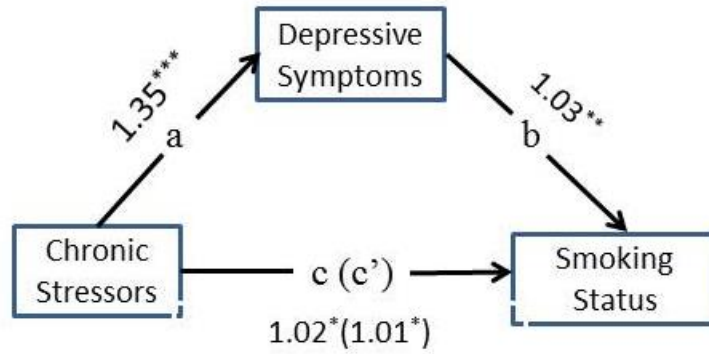 Depressive
Symptoms
1.35***
1.03**
a
b
Chronic
Stressors
c (c’)
Smoking
Status
1.02*(1.01*)